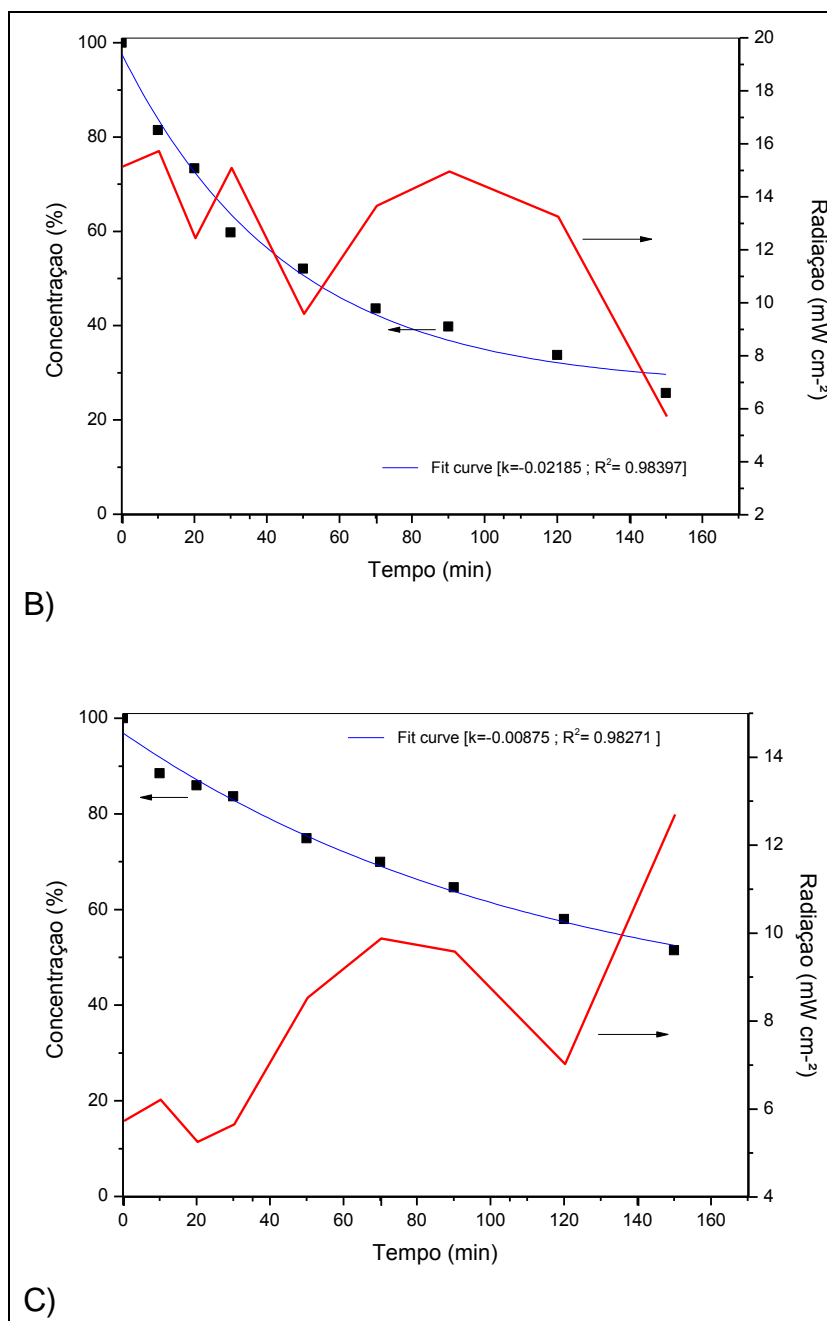 100
80
60
40
20
0
Concentraçao (%)
20
18
16
14
12
10
8
6
4
2
Radiaçao (mW cm-²)
Fit curve [k=-0.02185 ; R²= 0.98397]
0 20 40 60 80 100 120 140 160
Tempo (min)
B)
100
80
60
40
20
0
Concentraçao (%)
Fit curve [k=-0.00875 ; R²= 0.98271 ]
14
12
10
8
6
4
Radiaçao (mW cm-²)
0 20 40 60 80 100 120 140 160
Tempo (min)
C)